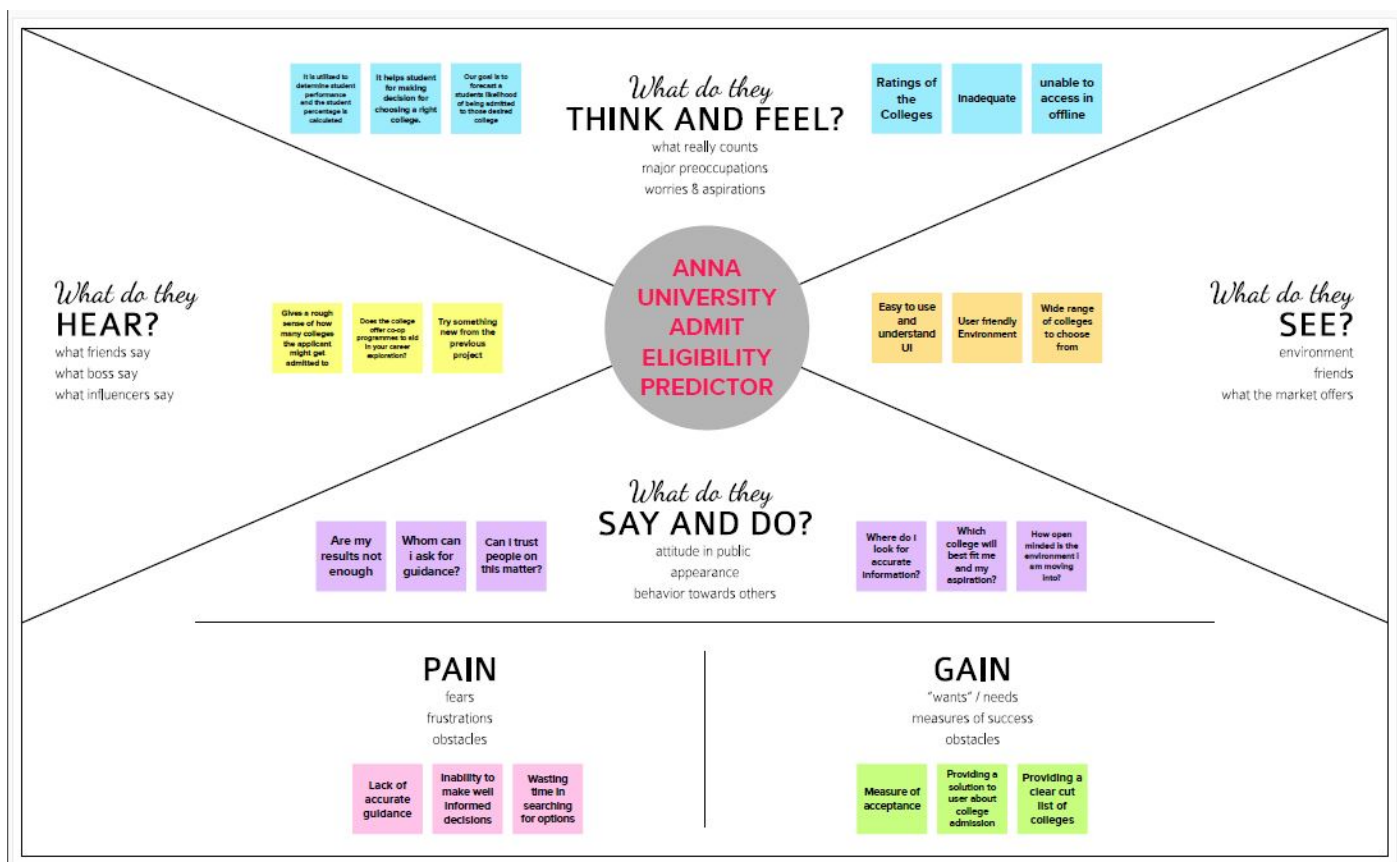 It is utilised to
determine student
performance
and the student
percentage is
calculated
It helps student
for making
decision for
choosing a right
college.
Our goal is to
forecast a
students likelihood
of being admitted
to those desired
college
What do they
THINK AND FEEL?
what really counts
major preoccupations
worries & aspirations
Ratings of
the
Colleges
Inadequate
unable to
access in
offline
What do they
HEAR?
what friends say
what boss say
what influencers say
Gives a rough
sense of how
many colleges
the applicant
might get
admitted to
Does the college
offer co-op
programmes to aid
in your career
exploration?
Try something
new from the
previous
project
ANNA
UNIVERSITY
ADMIT
ELIGIBILITY
PREDICTOR
Easy to use
and
understand
UI
User friendly
Environment
Wide range
of colleges
to choose
from
What do they
SEE?
environment
friends
what the market offers
Are my
results not
enough
Whom can
i ask for
guidance?
Can I trust
people on
this matter?
What do they
SAY AND DO?
attitude in public
appearance
behavior towards others
Where do I
look for
accurate
information?
Which
college will
best fit me
and my
aspiration?
How open
minded is the
environment I
am moving
into?
PAIN
fears
frustrations
obstacles
Lack of
accurate
guidance
Inability to
make well
informed
decisions
Wasting
time in
searching
for options
GAIN
"wants" / needs
measures of success
obstacles
Measure of
acceptance
Providing a
solution to
user about
college
admission
Providing a
clear cut
list of
colleges